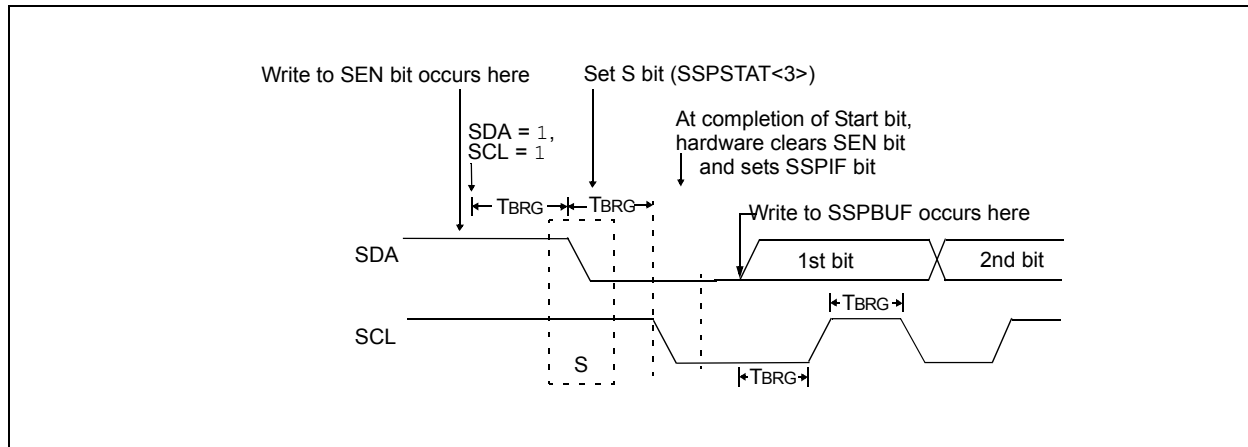 Write to SEN bit occurs here
Set S bit (SSPSTAT<3>)
SDA = 1,
SCL = 1
At completion of Start bit,
hardware clears SEN bit
and sets SSPIF bit
TBRG
TBRG
Write to SSPBUF occurs here
SDA
1st bit
2nd bit
TBRG
SCL
S
TBRG